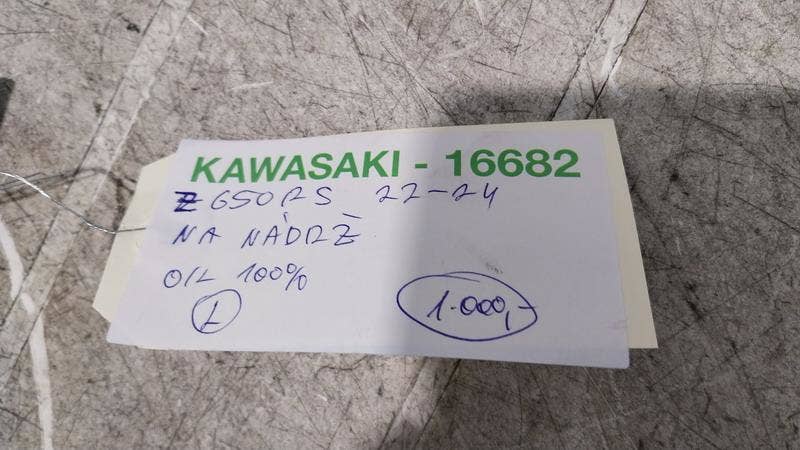 KAWASAKI - 16682
Z650RS 22-24
NA NÁDRŽ
OIL 100%
L
1.000,-